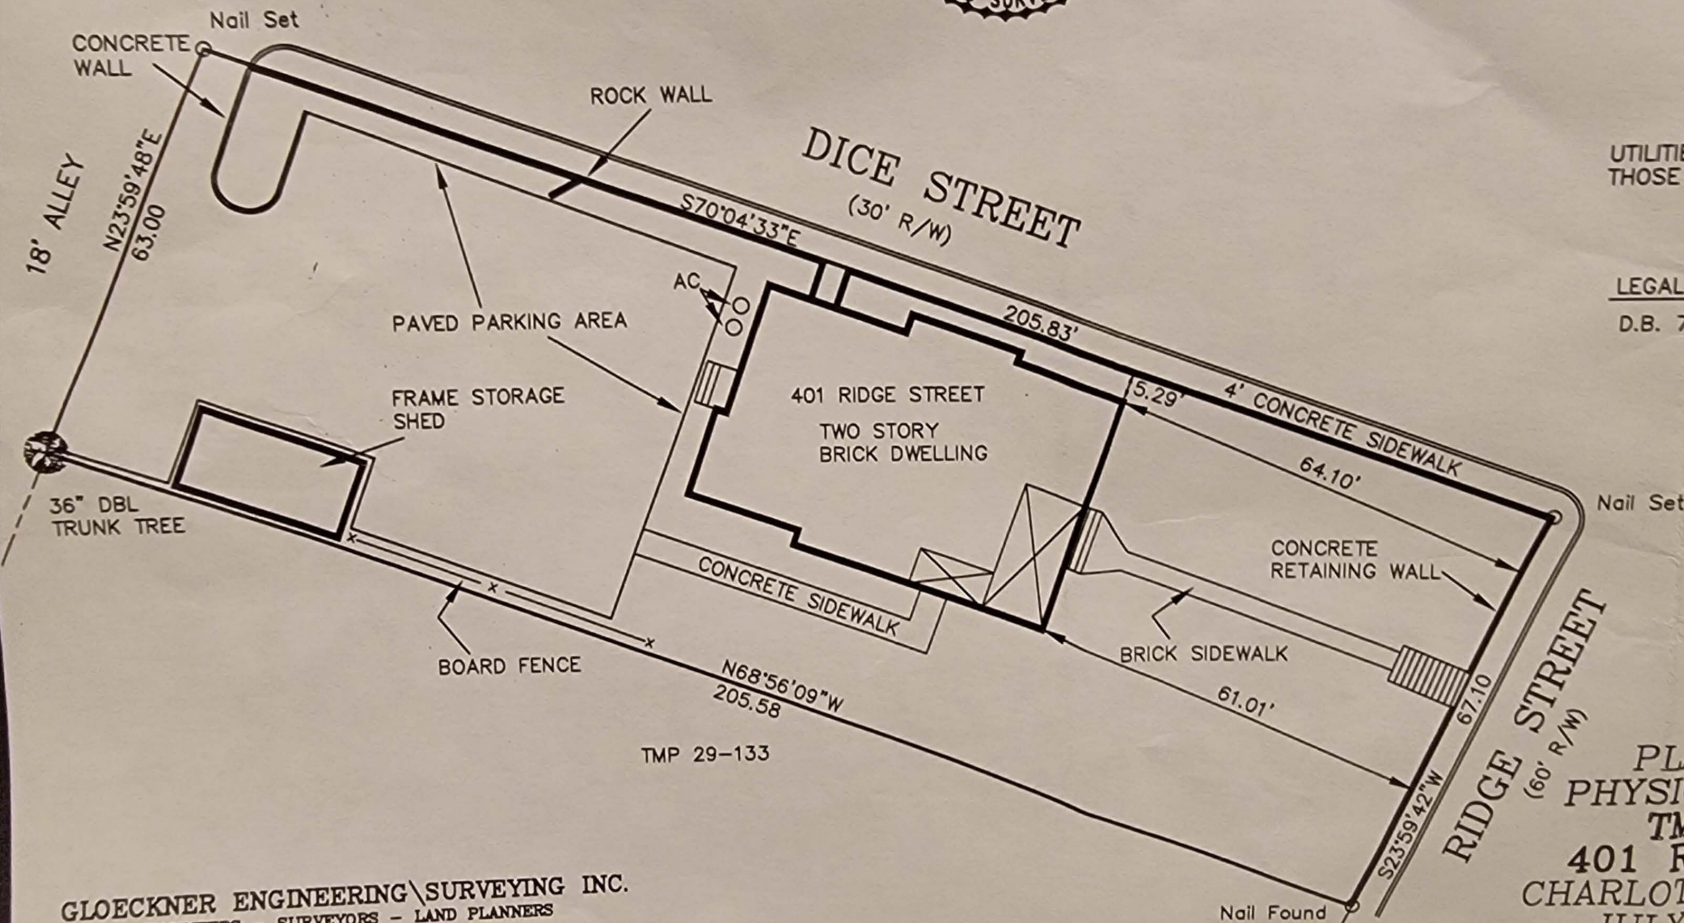 SURV
Nail Set
CONCRETE
WALL
ROCK WALL
DICE STREET
(30' R/W)
UTILITIE
THOSE
18' ALLEY
N23°59'48"E
63.00
S70°04'33"E
205.83'
AC
LEGAL
D.B. 7
PAVED PARKING AREA
FRAME STORAGE
SHED
401 RIDGE STREET
TWO STORY
BRICK DWELLING
5.29'
4' CONCRETE SIDEWALK
64.10'
Nail Set
36" DBL
TRUNK TREE
CONCRETE
RETAINING WALL
CONCRETE SIDEWALK
BOARD FENCE
BRICK SIDEWALK
61.01'
67.10
S23°59'42"W
RIDGE STREET
(60' R/W)
N68°56'09"W
205.58
TMP 29-133
PL
PHYSI
TM
401 R
CHARLOT
GLOECKNER ENGINEERING\SURVEYING INC.
SURVEYORS - LAND PLANNERS
Nail Found